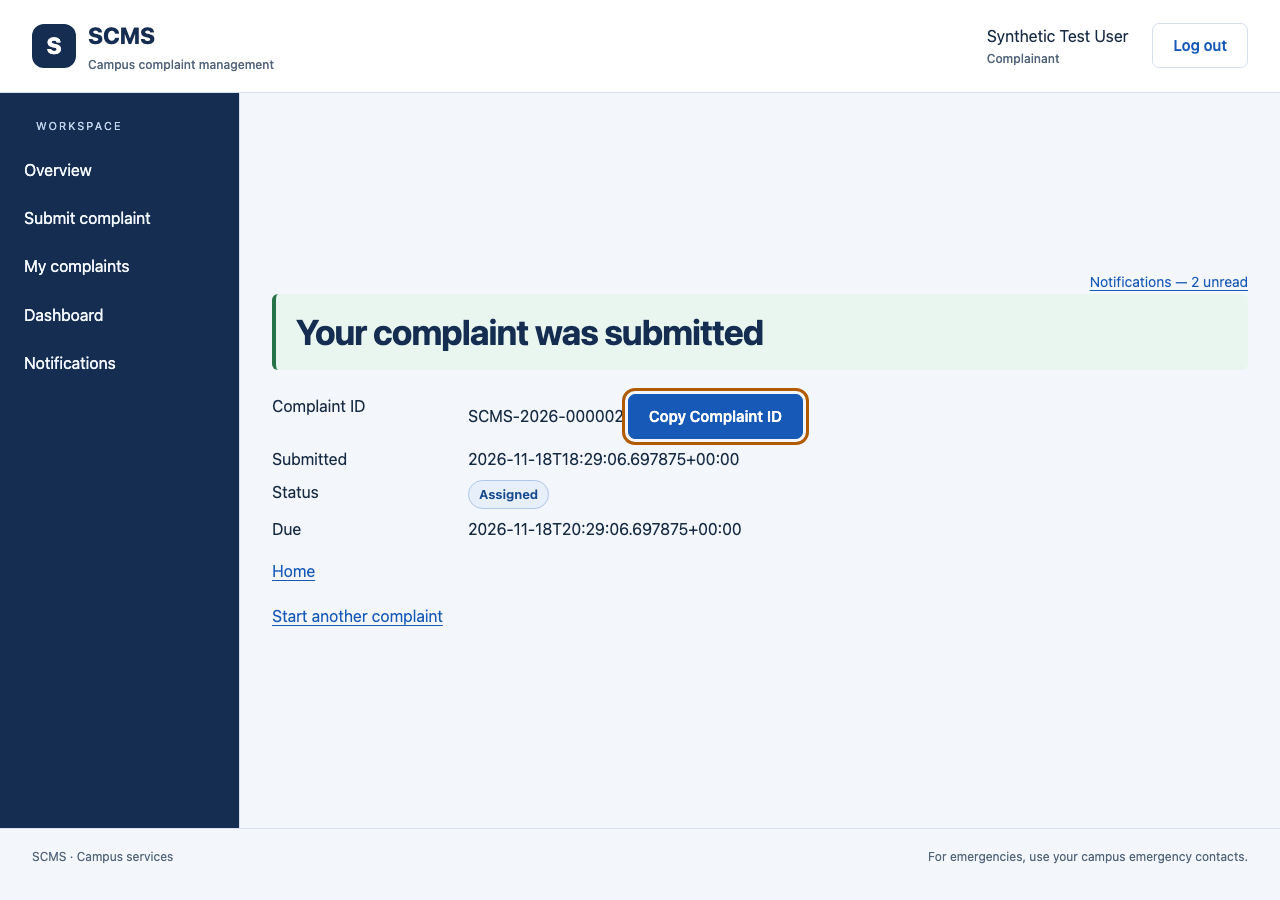 S
SCMS
Campus complaint management
Synthetic Test User
Complainant
Log out
WORKSPACE
Overview
Submit complaint
My complaints
Dashboard
Notifications
Notifications — 2 unread
Your complaint was submitted
Complaint ID SCMS-2026-000002 Copy Complaint ID
Submitted 2026-11-18T18:29:06.697875+00:00
Status Assigned
Due 2026-11-18T20:29:06.697875+00:00
Home
Start another complaint
SCMS · Campus services
For emergencies, use your campus emergency contacts.